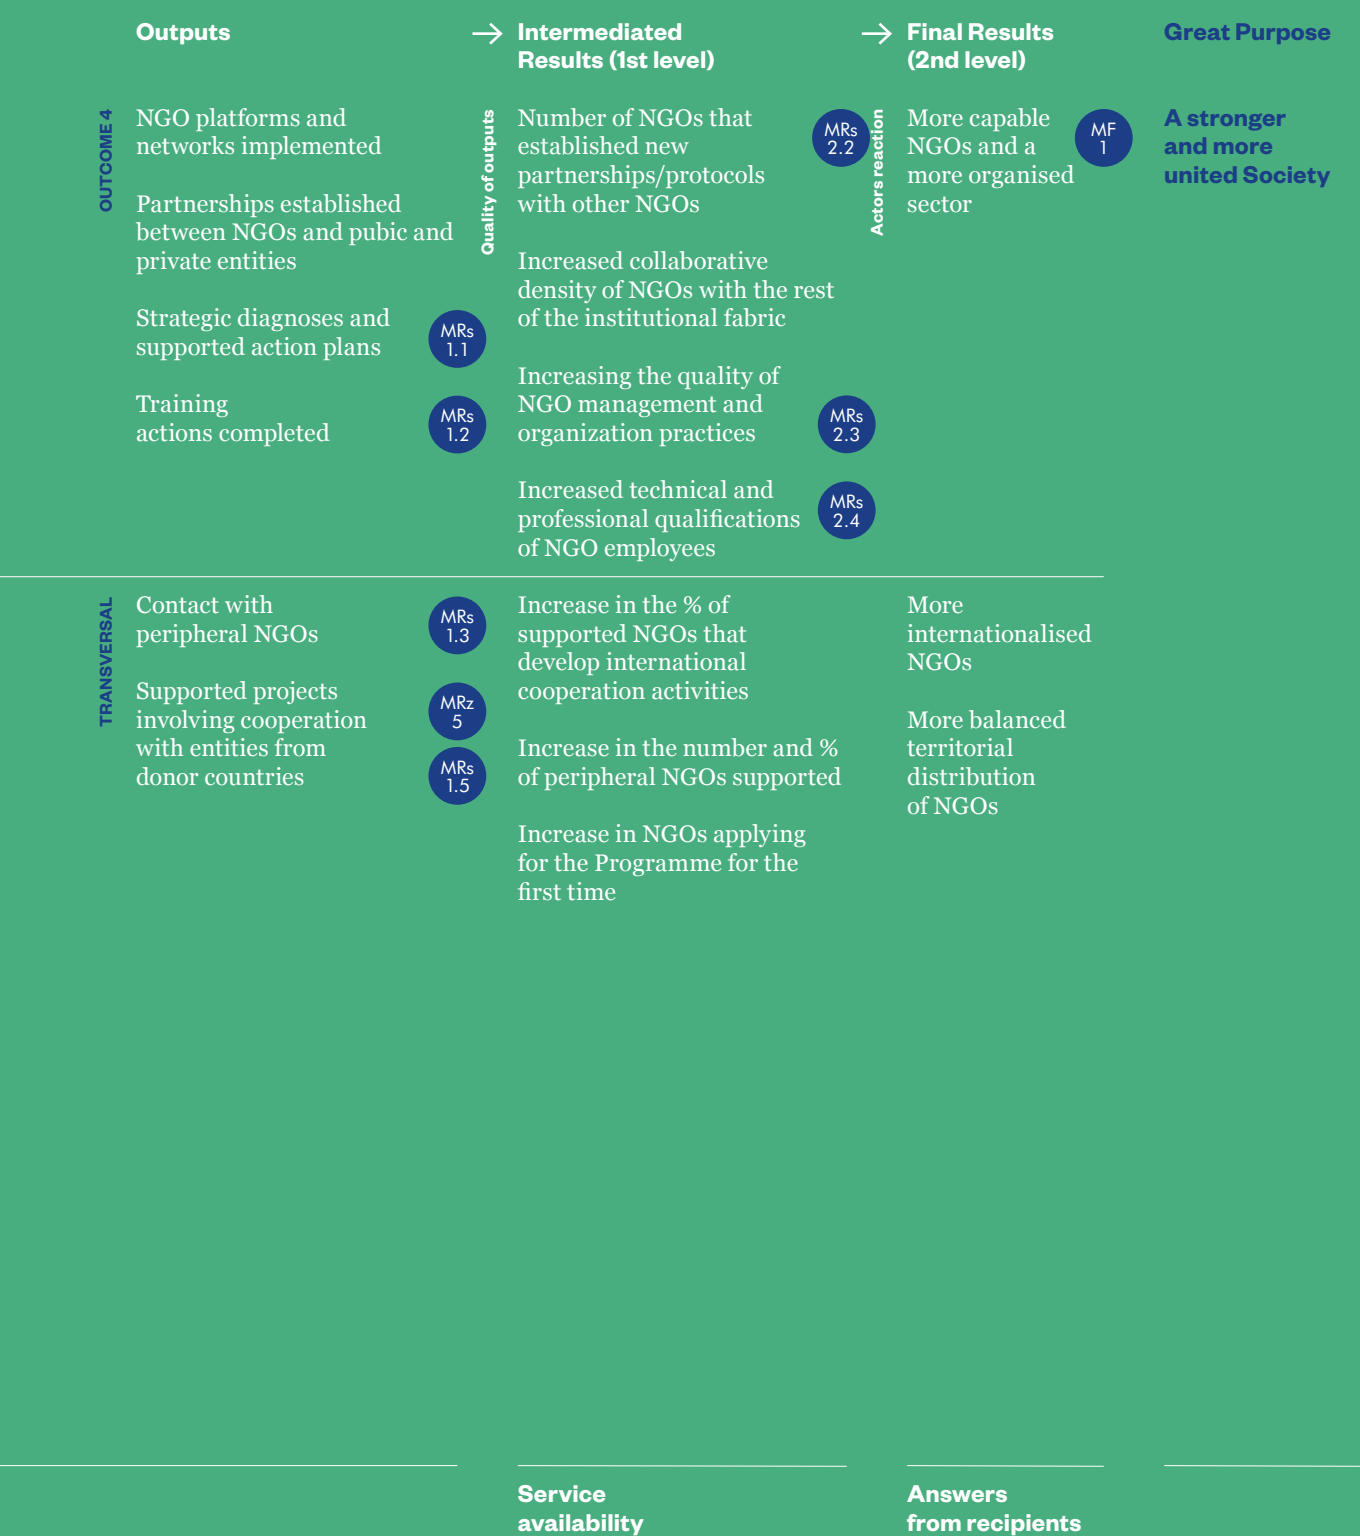 Outputs
→ Intermediated
Results (1st level)
→ Final Results
(2nd level)
Great Purpose
OUTCOME 4
NGO platforms and
networks implemented
Partnerships established
between NGOs and pubic and
private entities
Strategic diagnoses and
supported action plans
MRs
1.1
Training
actions completed
MRs
1.2
Quality of outputs
Number of NGOs that
established new
partnerships/protocols
with other NGOs
MRs
2.2
Increased collaborative
density of NGOs with the rest
of the institutional fabric
Increasing the quality of
NGO management and
organization practices
MRs
2.3
Increased technical and
professional qualifications
of NGO employees
MRs
2.4
Actors reaction
More capable
NGOs and a
more organised
sector
MF
1
A stronger
and more
united Society
TRANSVERSAL
Contact with
peripheral NGOs
MRs
1.3
Supported projects
involving cooperation
with entities from
donor countries
MRz
5
MRs
1.5
Increase in the % of
supported NGOs that
develop international
cooperation activities
Increase in the number and %
of peripheral NGOs supported
Increase in NGOs applying
for the Programme for the
first time
More
internationalised
NGOs
More balanced
territorial
distribution
of NGOs
Service
availability
Answers
from recipients